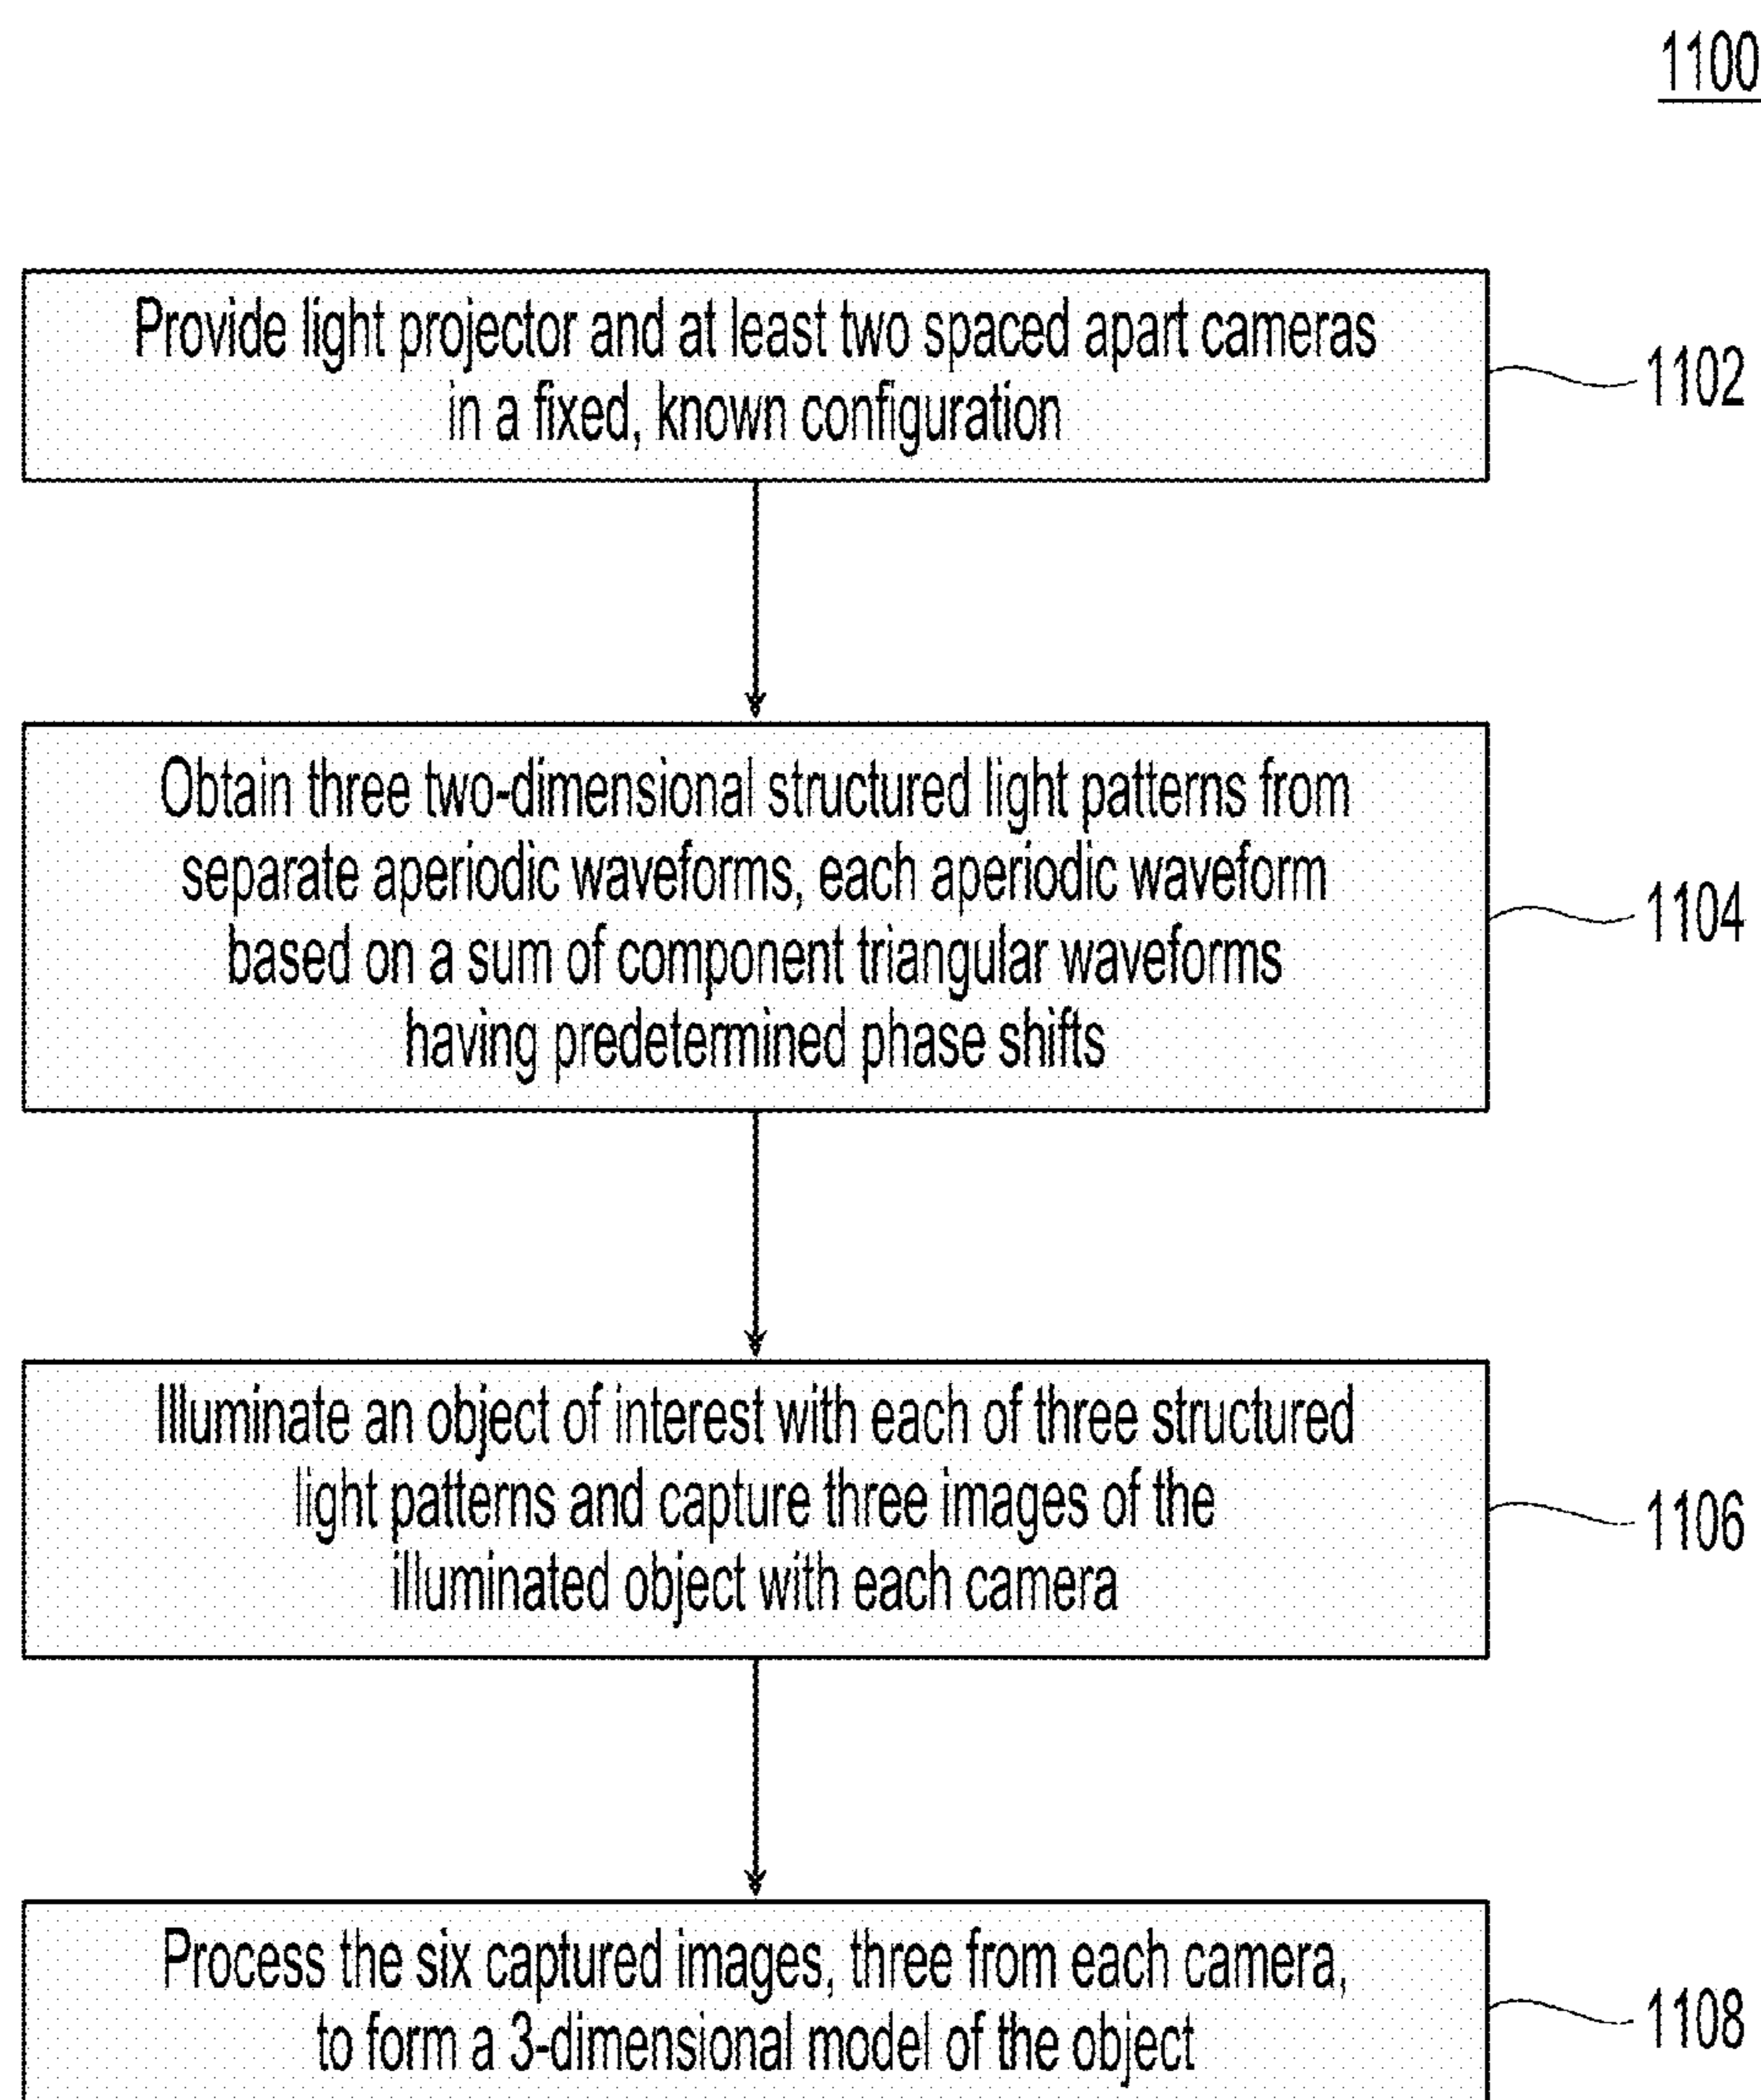 1100
Provide light projector and at least two spaced apart cameras
in a fixed, known configuration
1102
Obtain three two-dimensional structured light patterns from
separate aperiodic waveforms, each aperiodic waveform
based on a sum of component triangular waveforms
having predetermined phase shifts
1104
Illuminate an object of interest with each of three structured
light patterns and capture three images of the
illuminated object with each camera
1106
Process the six captured images, three from each camera,
to form a 3-dimensional model of the object
1108